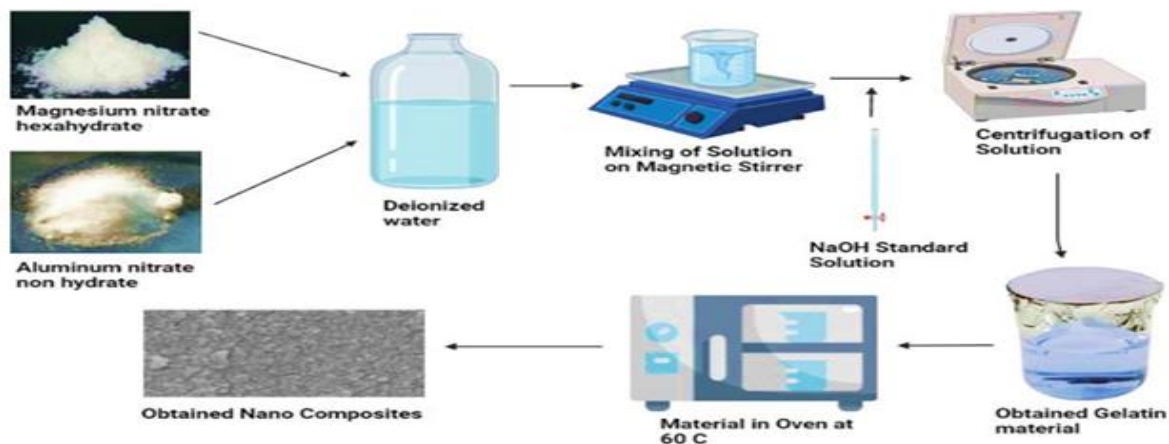 Magnesium nitrate
hexahydrate
Aluminum nitrate
non hydrate
Deionized
water
Mixing of Solution
on Magnetic Stirrer
NaOH Standard
Solution
Centrifugation of
Solution
Obtained Gelatin
material
Material in Oven at
60 C
Obtained Nano Composites